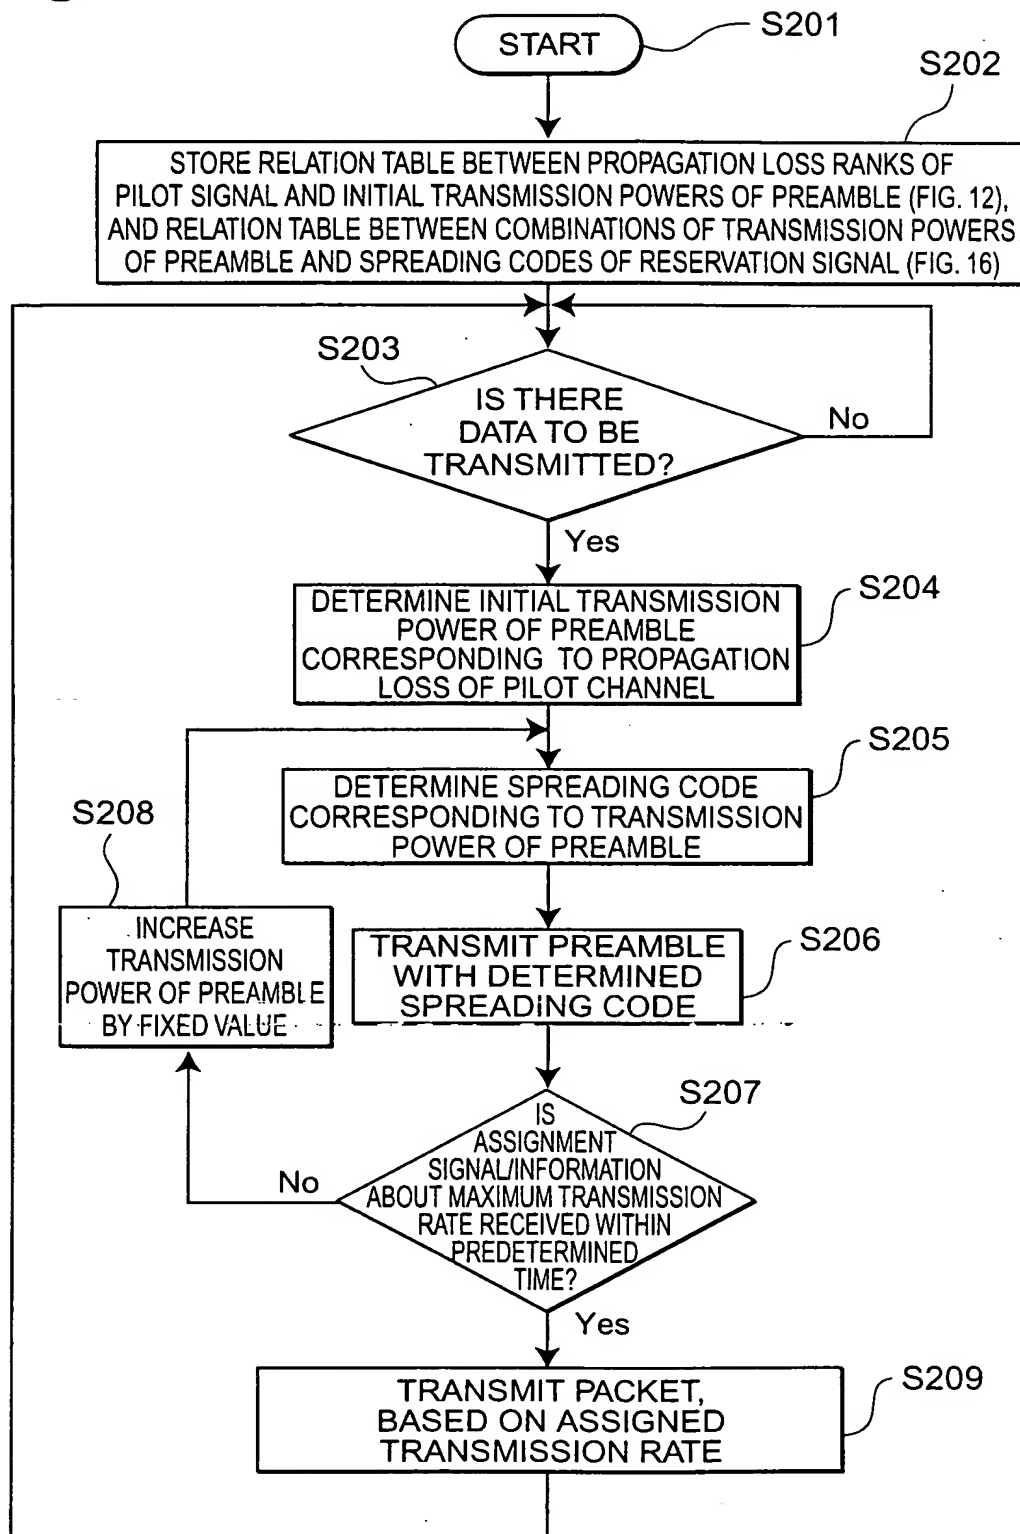 START
S201
S202
STORE RELATION TABLE BETWEEN PROPAGATION LOSS RANKS OF
PILOT SIGNAL AND INITIAL TRANSMISSION POWERS OF PREAMBLE (FIG. 12),
AND RELATION TABLE BETWEEN COMBINATIONS OF TRANSMISSION POWERS
OF PREAMBLE AND SPREADING CODES OF RESERVATION SIGNAL (FIG. 16)
S203
IS THERE
DATA TO BE
TRANSMITTED?
No
Yes
S204
DETERMINE INITIAL TRANSMISSION
POWER OF PREAMBLE
CORRESPONDING TO PROPAGATION
LOSS OF PILOT CHANNEL
S205
DETERMINE SPREADING CODE
CORRESPONDING TO TRANSMISSION
POWER OF PREAMBLE
S208
INCREASE
TRANSMISSION
POWER OF PREAMBLE
BY FIXED VALUE
S206
TRANSMIT PREAMBLE
WITH DETERMINED
SPREADING CODE
S207
IS
ASSIGNMENT
SIGNAL/INFORMATION
ABOUT MAXIMUM TRANSMISSION
RATE RECEIVED WITHIN
PREDETERMINED
TIME?
No
Yes
S209
TRANSMIT PACKET,
BASED ON ASSIGNED
TRANSMISSION RATE